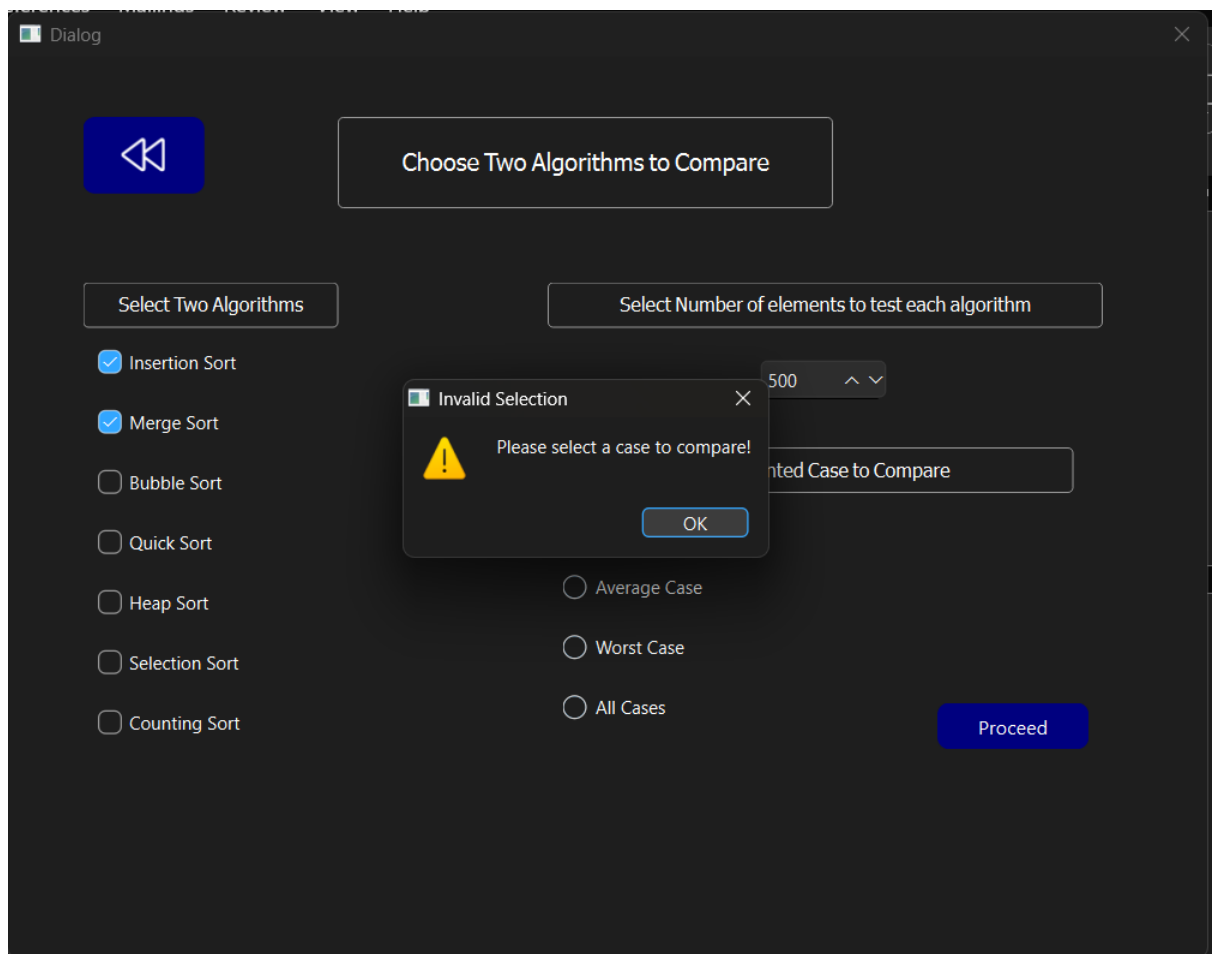 Dialog
Choose Two Algorithms to Compare
Select Two Algorithms
Select Number of elements to test each algorithm
Insertion Sort
500
Invalid Selection
Merge Sort
Please select a case to compare!
Case to Compare
Bubble Sort
OK
Quick Sort
Average Case
Heap Sort
Worst Case
Selection Sort
All Cases
Counting Sort
Proceed